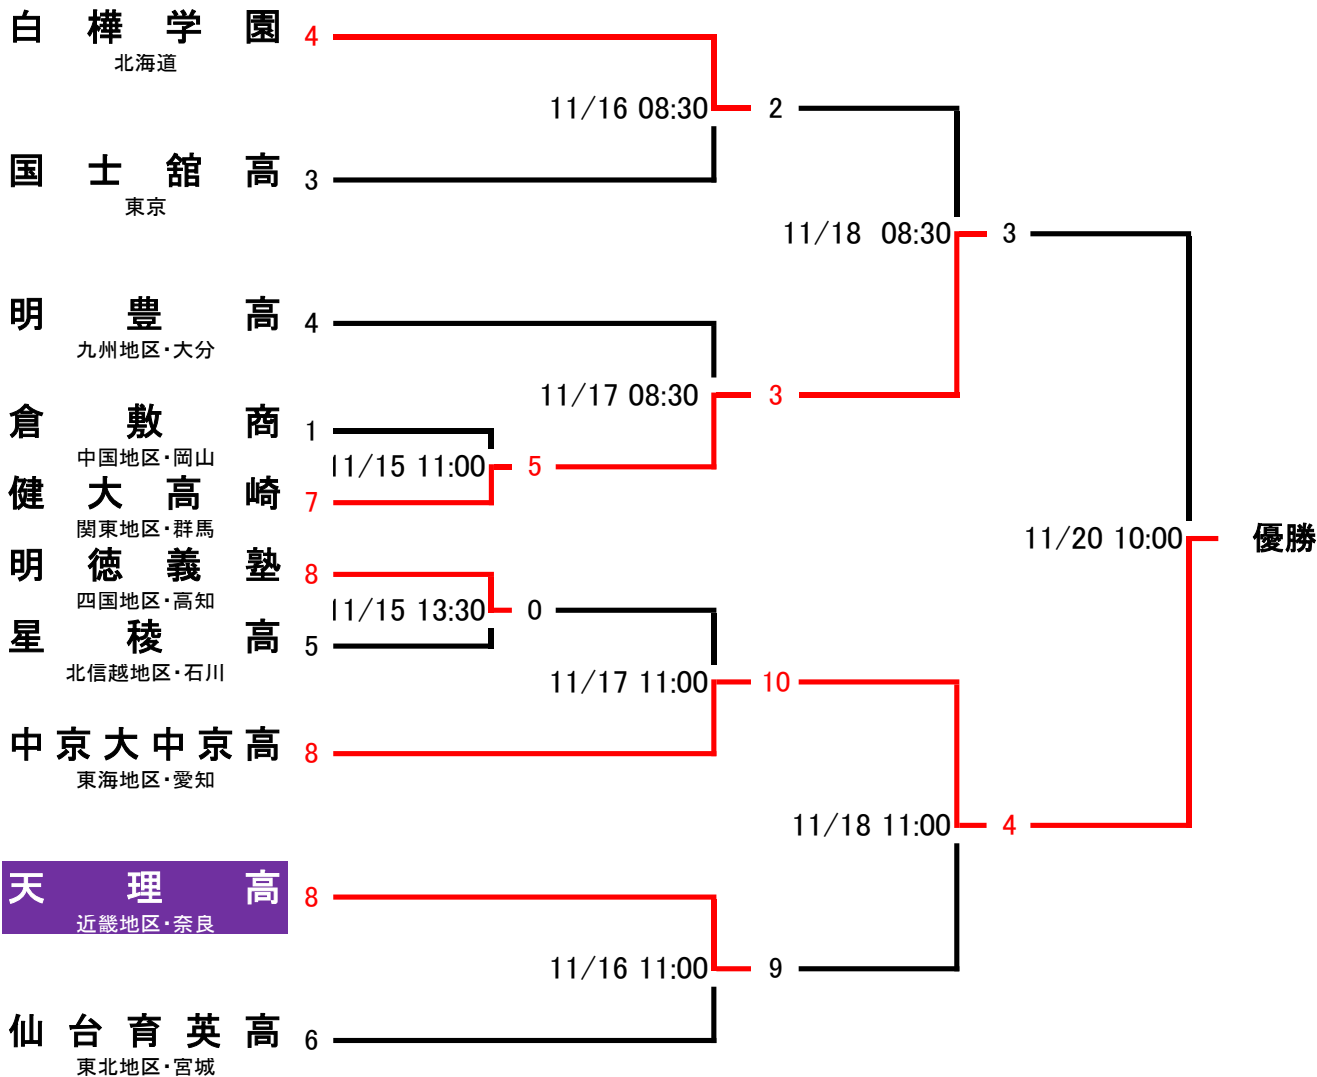 白樺学園 4
北海道
11/16 08:30 2
国士舘高 3
東京
11/18 08:30 3
明豊高 4
九州地区・大分
11/17 08:30 3
倉敷商 1
中国地区・岡山
11/15 11:00 5
健大高崎 7
関東地区・群馬
11/20 10:00 優勝
明徳義塾 8
四国地区・高知
11/15 13:30 0
星稜高 5
北信越地区・石川
11/17 11:00 10
中京大中京高 8
東海地区・愛知
11/18 11:00 4
天理高 8
近畿地区・奈良
11/16 11:00 9
仙台育英高 6
東北地区・宮城